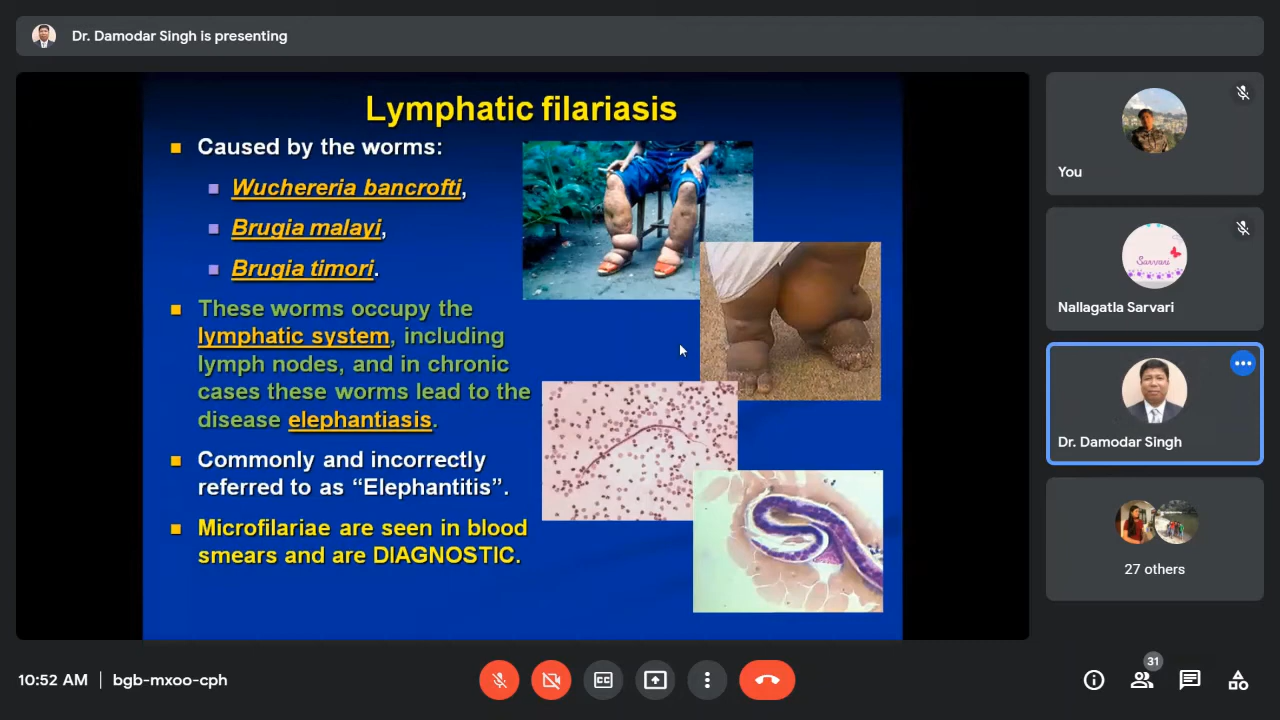 Dr. Damodar Singh is presenting
Lymphatic filariasis
Caused by the worms:
Wuchereria bancrofti,
Brugia malayi,
Brugia timori.
These worms occupy the
lymphatic system, including
lymph nodes, and in chronic
cases these worms lead to the
disease elephantiasis.
Commonly and incorrectly
referred to as “Elephantitis”.
Microfilariae are seen in blood
smears and are DIAGNOSTIC.
You
Sarvari
Nallagatla Sarvari
Dr. Damodar Singh
27 others
10:52 AM | bgb-mxoo-cph
CC
31